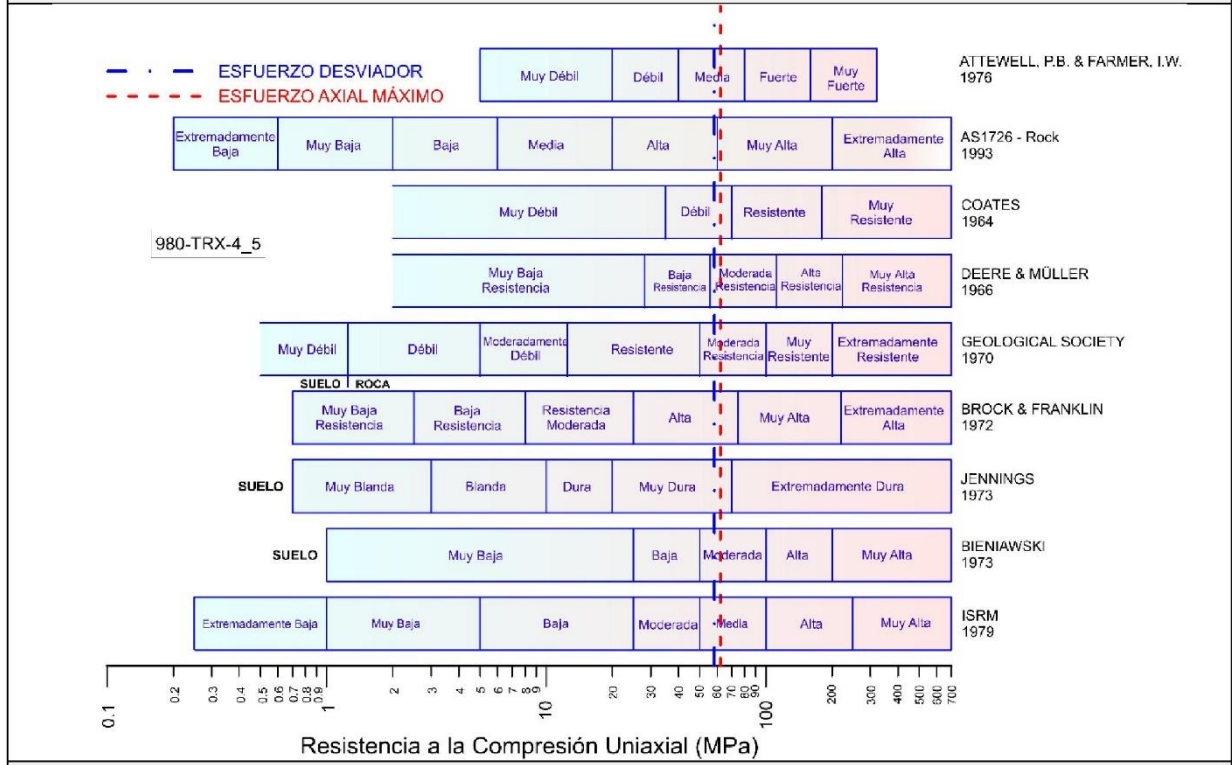 ESFUERZO DESVIADOR
ESFUERZO AXIAL MÁXIMO
Muy Débil
Débil
Media
Fuerte
Muy
Fuerte
ATTEWELL, P.B. & FARMER, I.W.
1976
Extremadamente
Baja
Muy Baja
Baja
Media
Alta
Muy Alta
Extremadamente
Alta
AS1726 - Rock
1993
Muy Débil
Débil
Resistente
Muy
Resistente
COATES
1964
980-TRX-4_5
Muy Baja
Resistencia
Baja
Resistencia
Moderada
Resistencia
Alta
Resistencia
Muy Alta
Resistencia
DEERE & MÜLLER
1966
Muy Débil
Débil
Moderadamente
Débil
Resistente
Moderada
Resistencia
Muy
Resistente
Extremadamente
Resistente
GEOLOGICAL SOCIETY
1970
SUELO
ROCA
Muy Baja
Resistencia
Baja
Resistencia
Resistencia
Moderada
Alta
Muy Alta
Extremadamente
Alta
BROCK & FRANKLIN
1972
SUELO
Muy Blanda
Blanda
Dura
Muy Dura
Extremadamente Dura
JENNINGS
1973
SUELO
Muy Baja
Baja
Moderada
Alta
Muy Alta
BIENIAWSKI
1973
Extremadamente Baja
Muy Baja
Baja
Moderada
Media
Alta
Muy Alta
ISRM
1979
0.1
0.2
0.3
0.4
0.5
0.6
0.7
0.8
0.9
1
2
3
4
5
6
7
8
9
10
20
30
40
50
60
70
80
90
100
200
300
400
500
600
700
Resistencia a la Compresión Uniaxial (MPa)